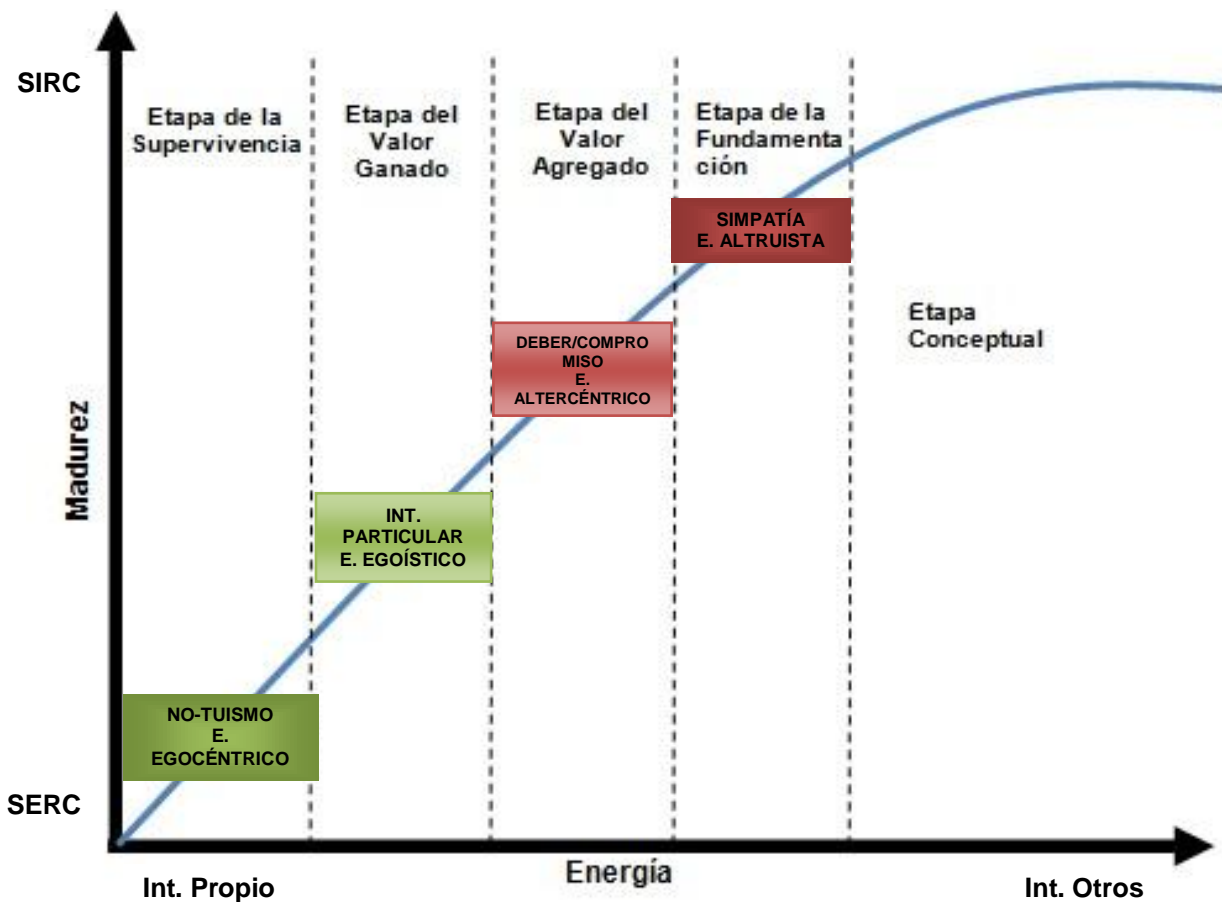 SIRC
Etapa de la
Supervivencia
Etapa del
Valor
Ganado
Etapa del
Valor
Agregado
Etapa de la
Fundamenta
ción
SIMPATÍA
E. ALTRUISTA
Etapa
Conceptual
DEBER/COMPRO
MISO
E.
ALTERCÉNTRICO
Madurez
INT.
PARTICULAR
E. EGOÍSTICO
NO-TUISMO
E.
EGOCÉNTRICO
SERC
Energía
Int. Propio
Int. Otros